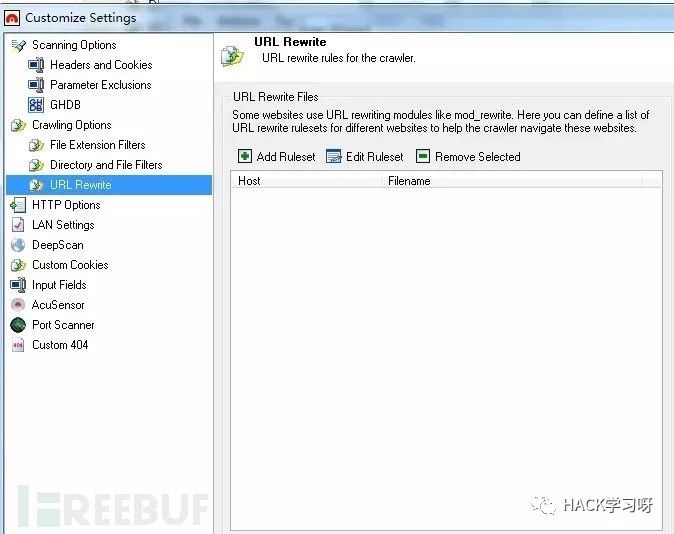 Customize Settings
Scanning Options
Headers and Cookies
Parameter Exclusions
GHDB
Crawling Options
File Extension Filters
Directory and File Filters
URL Rewrite
HTTP Options
LAN Settings
DeepScan
Custom Cookies
Input Fields
AcuSensor
Port Scanner
Custom 404
URL Rewrite
URL rewrite rules for the crawler.
URL Rewrite Files
Some websites use URL rewriting modules like mod_rewrite. Here you can define a list of
URL rewrite rulesets for different websites to help the crawler navigate these websites.
Add Ruleset Edit Ruleset Remove Selected
Host Filename
FREEBUF
HACK学习呀